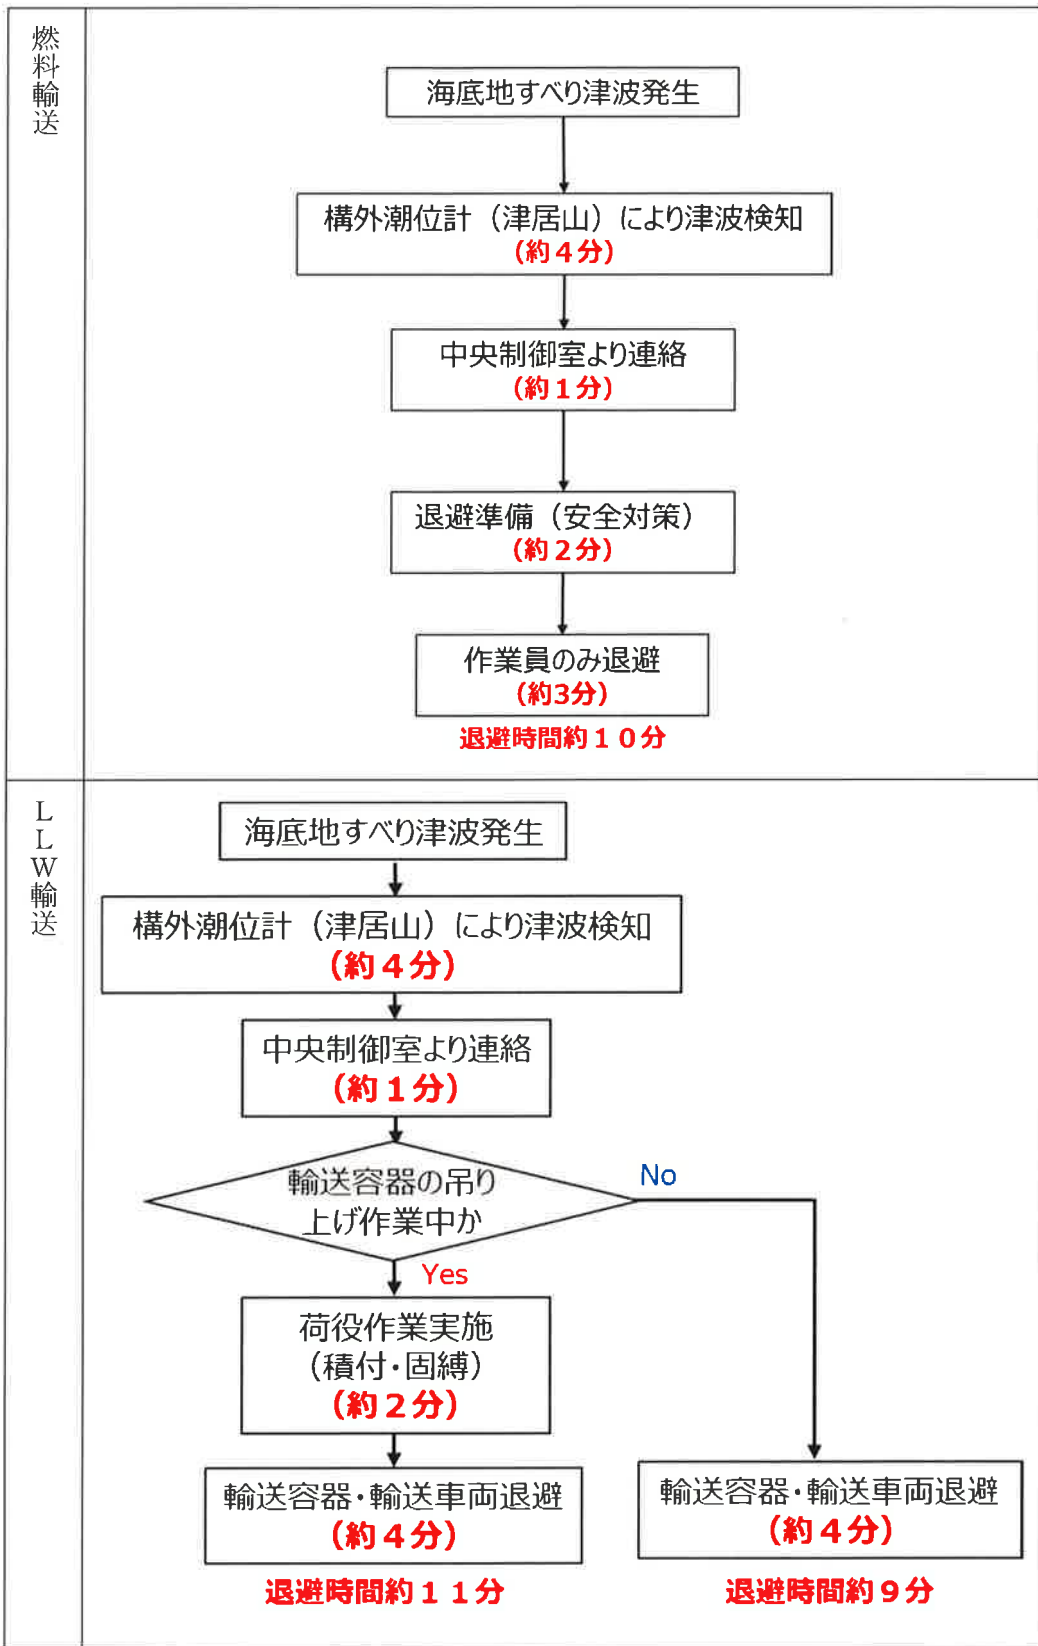 燃料輸送
海底地すべり津波発生
構外潮位計（津居山）により津波検知
(約４分)
中央制御室より連絡
(約１分)
退避準備（安全対策）
(約２分)
作業員のみ退避
(約3分)
退避時間約１０分
ＬＬＷ輸送
海底地すべり津波発生
構外潮位計（津居山）により津波検知
(約４分)
中央制御室より連絡
(約１分)
輸送容器の吊り
上げ作業中か
No
Yes
荷役作業実施
（積付・固縛）
(約２分)
輸送容器・輸送車両退避
(約４分)
退避時間約１１分
輸送容器・輸送車両退避
(約４分)
退避時間約９分